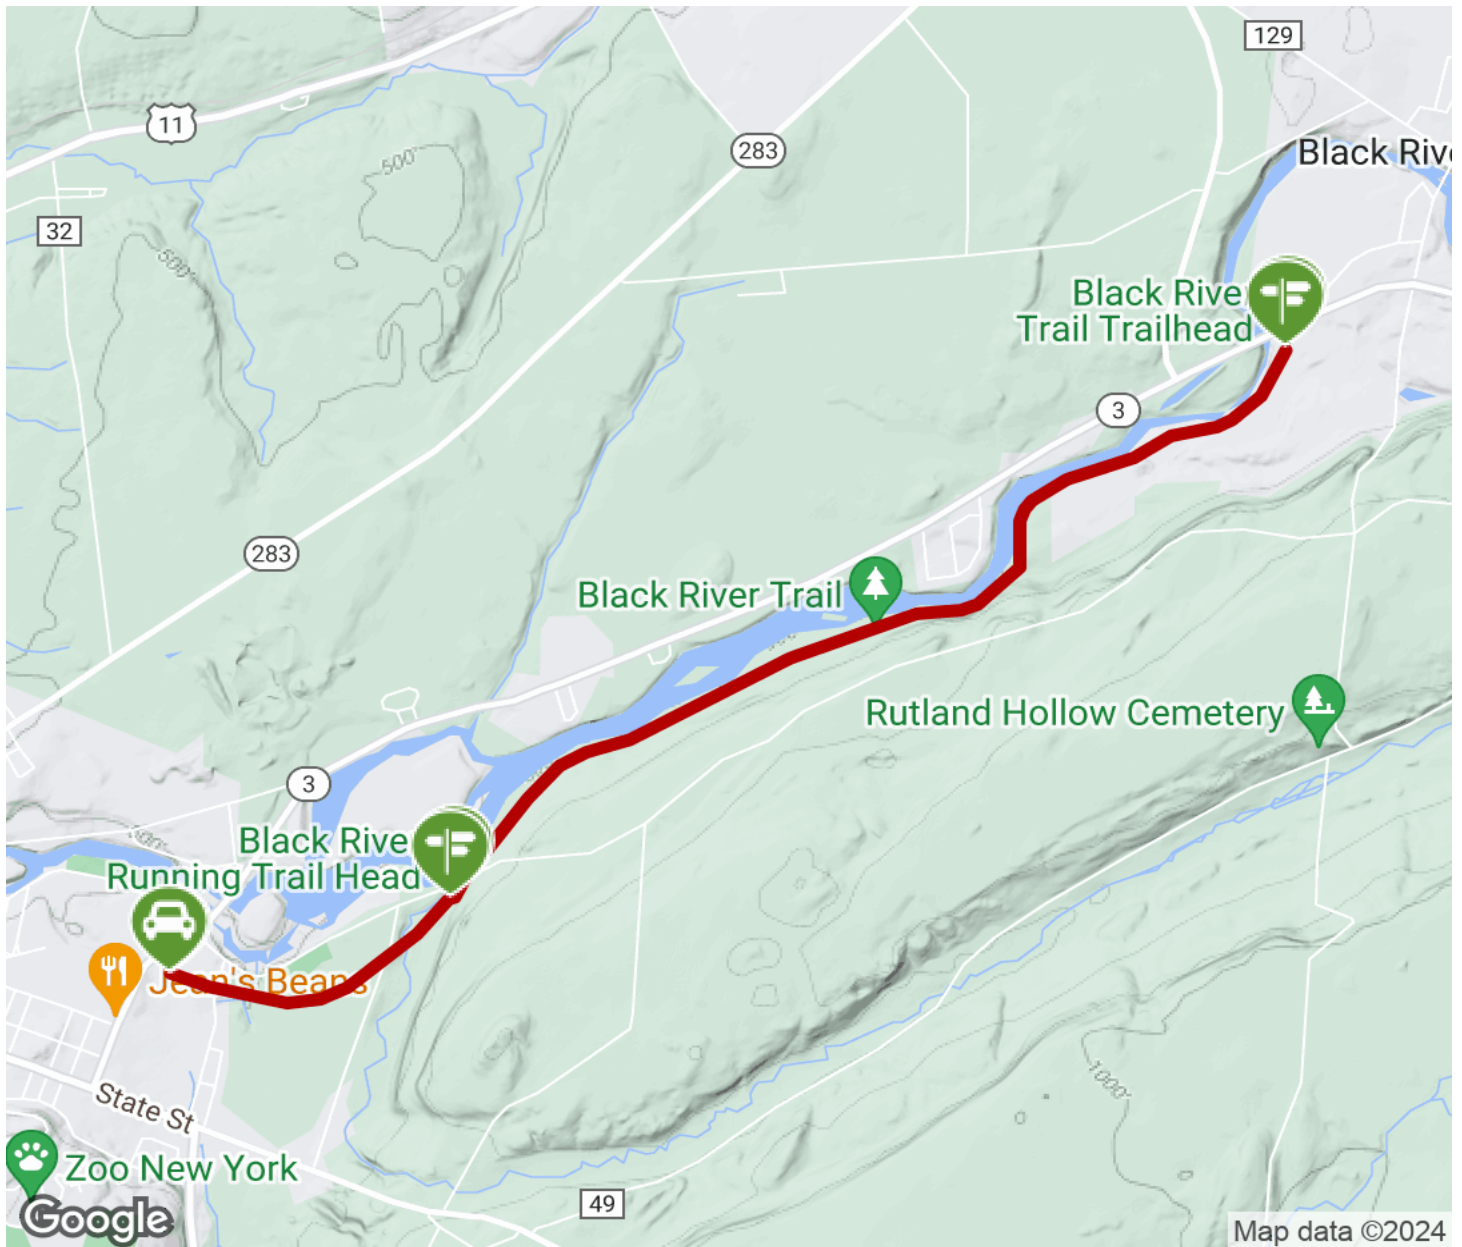 129
11
283
Black Rive
500'
32
500'
Black Rive
Trail Trailhead
3
283
Black River Trail
Rutland Hollow Cemetery
3
500'
Black Rive
Running Trail Head
Jean's Beans
1000'
State St
Zoo New York
49
Google
Map data ©2024